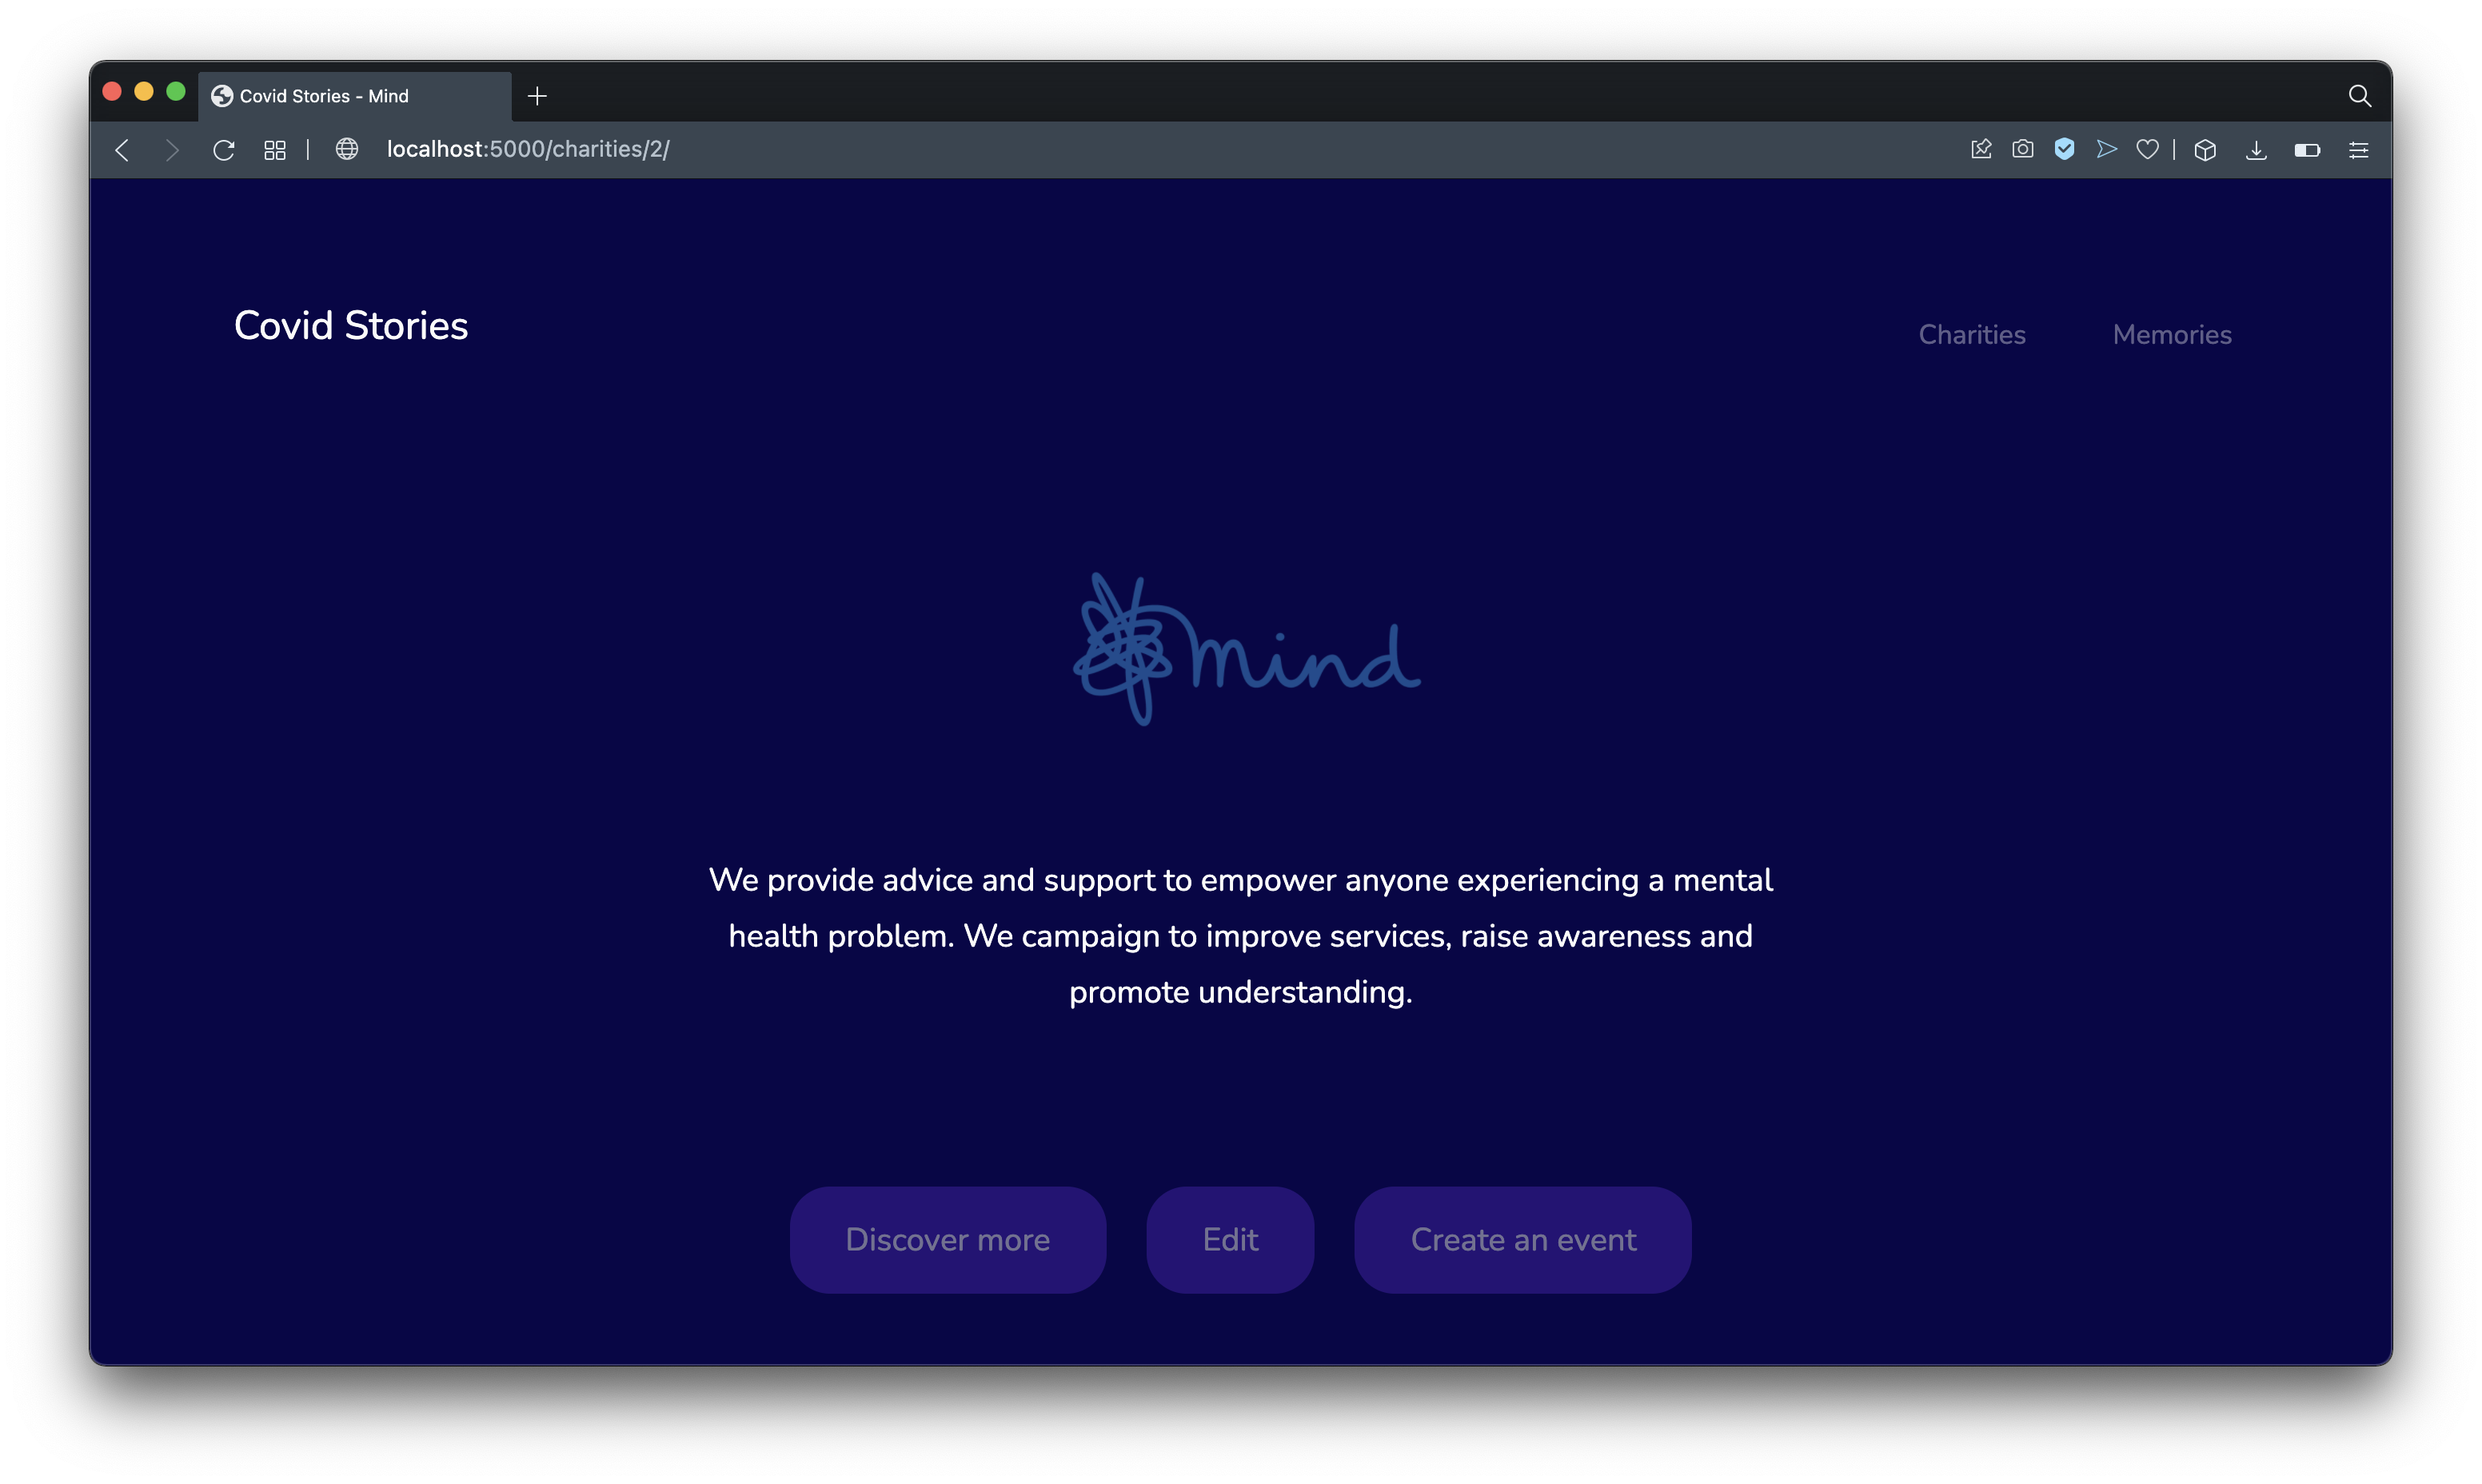 Covid Stories - Mind
localhost:5000/charities/2/
Covid Stories
Charities
Memories
mind
We provide advice and support to empower anyone experiencing a mental
health problem. We campaign to improve services, raise awareness and
promote understanding.
Discover more
Edit
Create an event